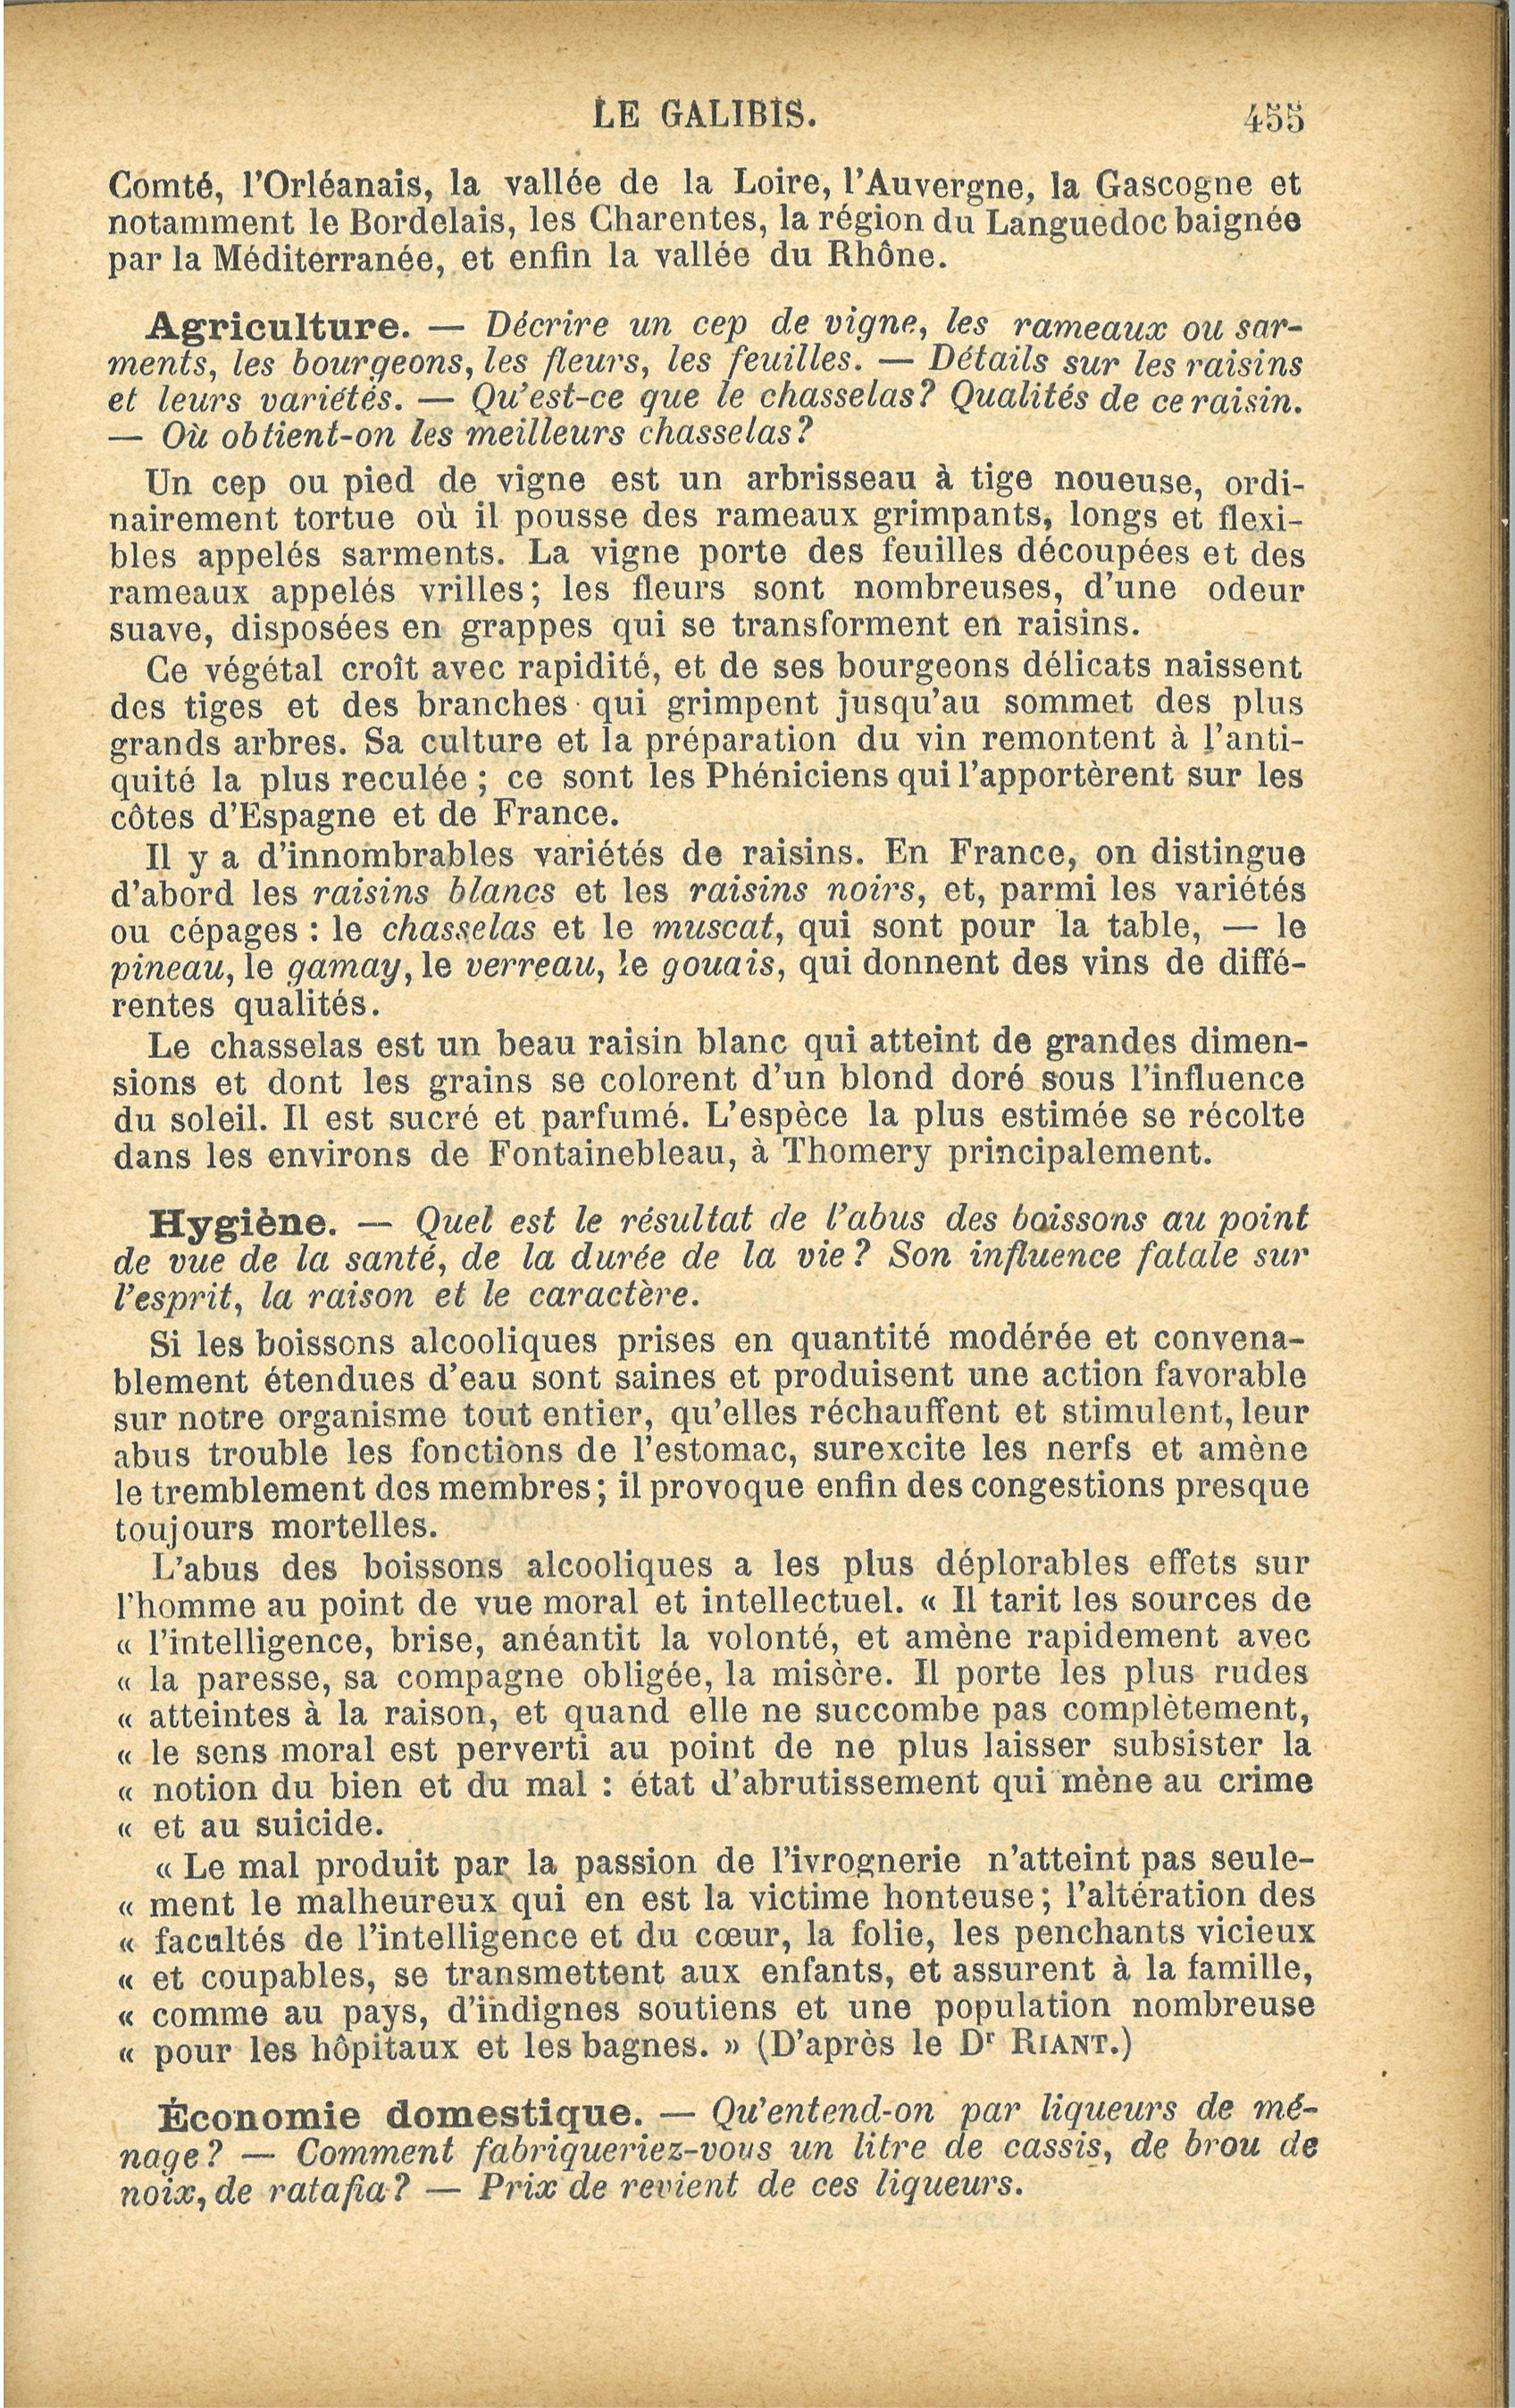 LE GALIBIS. 455
Comté, l'Orléanais, la vallée de la Loire, l'Auvergne, la Gascogne et
notamment le Bordelais, les Charentes, la région du Languedoc baignée
par la Méditerranée, et enfin la vallée du Rhône.
Agriculture. — Décrire un cep de vigne, les rameaux ou sar-
ments, les bourgeons, les fleurs, les feuilles. — Détails sur les raisins
et leurs variétés. — Qu'est-ce que le chasselas? Qualités de ce raisin.
— Où obtient-on les meilleurs chasselas?
Un cep ou pied de vigne est un arbrisseau à tige noueuse, ordi-
nairement tortue où il pousse des rameaux grimpants, longs et flexi-
bles appelés sarments. La vigne porte des feuilles découpées et des
rameaux appelés vrilles; les fleurs sont nombreuses, d'une odeur
suave, disposées en grappes qui se transforment en raisins.
Ce végétal croît avec rapidité, et de ses bourgeons délicats naissent
des tiges et des branches qui grimpent jusqu'au sommet des plus
grands arbres. Sa culture et la préparation du vin remontent à l'anti-
quité la plus reculée; ce sont les Phéniciens qui l'apportèrent sur les
côtes d'Espagne et de France.
Il y a d'innombrables variétés de raisins. En France, on distingue
d'abord les raisins blancs et les raisins noirs, et, parmi les variétés
ou cépages : le chasselas et le muscat, qui sont pour la table, — le
pineau, le gamay, le verreau, le gouais, qui donnent des vins de diffé-
rentes qualités.
Le chasselas est un beau raisin blanc qui atteint de grandes dimen-
sions et dont les grains se colorent d'un blond doré sous l'influence
du soleil. Il est sucré et parfumé. L'espèce la plus estimée se récolte
dans les environs de Fontainebleau, à Thomery principalement.
Hygiène. — Quel est le résultat de l'abus des boissons au point
de vue de la santé, de la durée de la vie? Son influence fatale sur
l'esprit, la raison et le caractère.
Si les boissons alcooliques prises en quantité modérée et convena-
blement étendues d'eau sont saines et produisent une action favorable
sur notre organisme tout entier, qu'elles réchauffent et stimulent, leur
abus trouble les fonctions de l'estomac, surexcite les nerfs et amène
le tremblement des membres; il provoque enfin des congestions presque
toujours mortelles.
L'abus des boissons alcooliques a les plus déplorables effets sur
l'homme au point de vue moral et intellectuel. « Il tarit les sources de
« l'intelligence, brise, anéantit la volonté, et amène rapidement avec
« la paresse, sa compagne obligée, la misère. Il porte les plus rudes
« atteintes à la raison, et quand elle ne succombe pas complètement,
« le sens moral est perverti au point de ne plus laisser subsister la
« notion du bien et du mal : état d'abrutissement qui mène au crime
« et au suicide.
« Le mal produit par la passion de l'ivrognerie n'atteint pas seule-
« ment le malheureux qui en est la victime honteuse; l'altération des
« facultés de l'intelligence et du cœur, la folie, les penchants vicieux
« et coupables, se transmettent aux enfants, et assurent à la famille,
« comme au pays, d'indignes soutiens et une population nombreuse
« pour les hôpitaux et les bagnes. » (D'après le Dr RIANT.)
Économie domestique. — Qu'entend-on par liqueurs de mé-
nage? — Comment fabriqueriez-vous un litre de cassis, de brou de
noix, de ratafia? — Prix de revient de ces liqueurs.